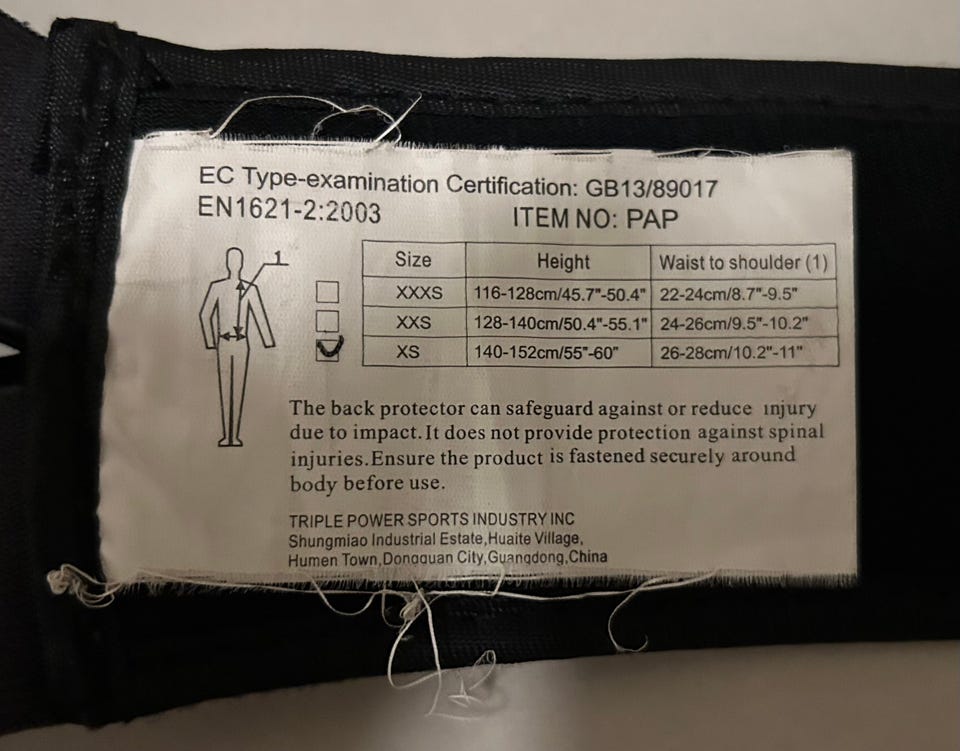 EC Type-examination Certification: GB13/89017
EN1621-2:2003 ITEM NO: PAP
1
Size Height Waist to shoulder (1)
XXXS 116-128cm/45.7"-50.4" 22-24cm/8.7"-9.5"
XXS 128-140cm/50.4"-55.1" 24-26cm/9.5"-10.2"
XS 140-152cm/55"-60" 26-28cm/10.2"-11"
The back protector can safeguard against or reduce injury
due to impact.It does not provide protection against spinal
injuries.Ensure the product is fastened securely around
body before use.
TRIPLE POWER SPORTS INDUSTRY INC
Shungmiao Industrial Estate,Huaite Village,
Humen Town,Dongguan City,Guangdong,China